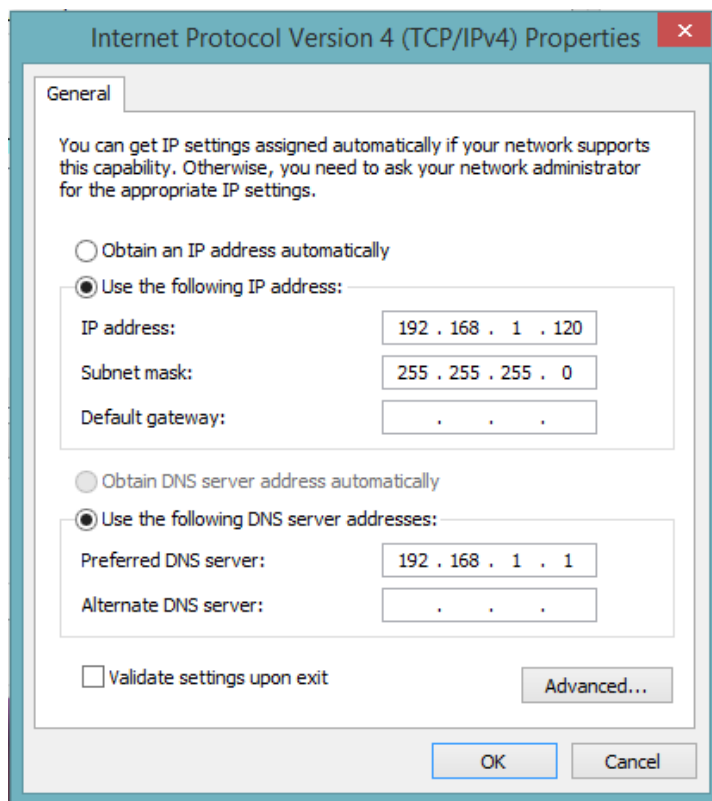 Internet Protocol Version 4 (TCP/IPv4) Properties
General
You can get IP settings assigned automatically if your network supports
this capability. Otherwise, you need to ask your network administrator
for the appropriate IP settings.
Obtain an IP address automatically
Use the following IP address:
IP address: 192 . 168 . 1 . 120
Subnet mask: 255 . 255 . 255 . 0
Default gateway: . . .
Obtain DNS server address automatically
Use the following DNS server addresses:
Preferred DNS server: 192 . 168 . 1 . 1
Alternate DNS server: . . .
Validate settings upon exit
Advanced...
OK Cancel